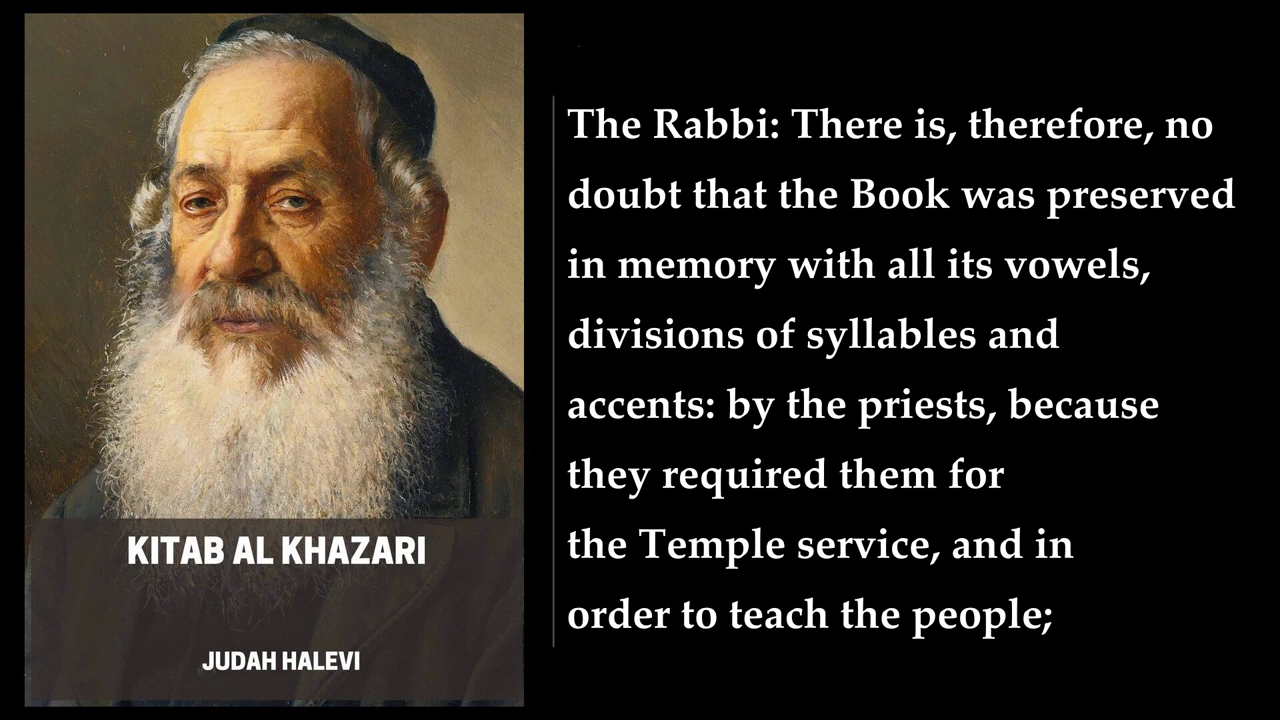 KITAB AL KHAZARI
JUDAH HALEVI
The Rabbi: There is, therefore, no
doubt that the Book was preserved
in memory with all its vowels,
divisions of syllables and
accents: by the priests, because
they required them for
the Temple service, and in
order to teach the people;